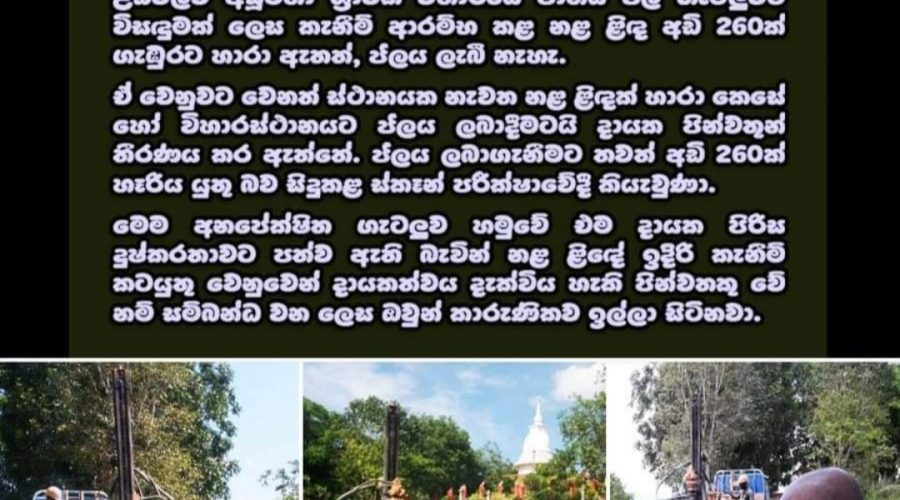 විසඳුමක් ලෙස කැනීම් ආරම්භ කළ නළ ළිඳ අඩි 260ක්
ගැඹුරට හාරා ඇතත්, ජලය ලැබී නැහැ.
ඒ වෙනුවට වෙනත් ස්ථානයක නැවත නළ ළිඳක් හාරා කෙසේ
හෝ විහාරස්ථානයට ජලය ලබාදීමටයි දායක පින්වතුන්
තීරණය කර ඇත්තේ. ජලය ලබාගැනීමට තවත් අඩි 260ක්
හෑරිය යුතු බව සිදුකළ ස්කෑන් පරීක්ෂාවේදී කියැවුණා.
මෙම අනපේක්ෂිත ගැටලුව හමුවේ එම දායක පිරිස
දුෂ්කරතාවට පත්ව ඇති බැවින් නළ ළිඳේ ඉදිරි කැනීම්
කටයුතු වෙනුවෙන් දායකත්වය දැක්විය හැකි පින්වතකු වේ
නම් සම්බන්ධ වන ලෙස ඔවුන් කාරුණිකව ඉල්ලා සිටිනවා.